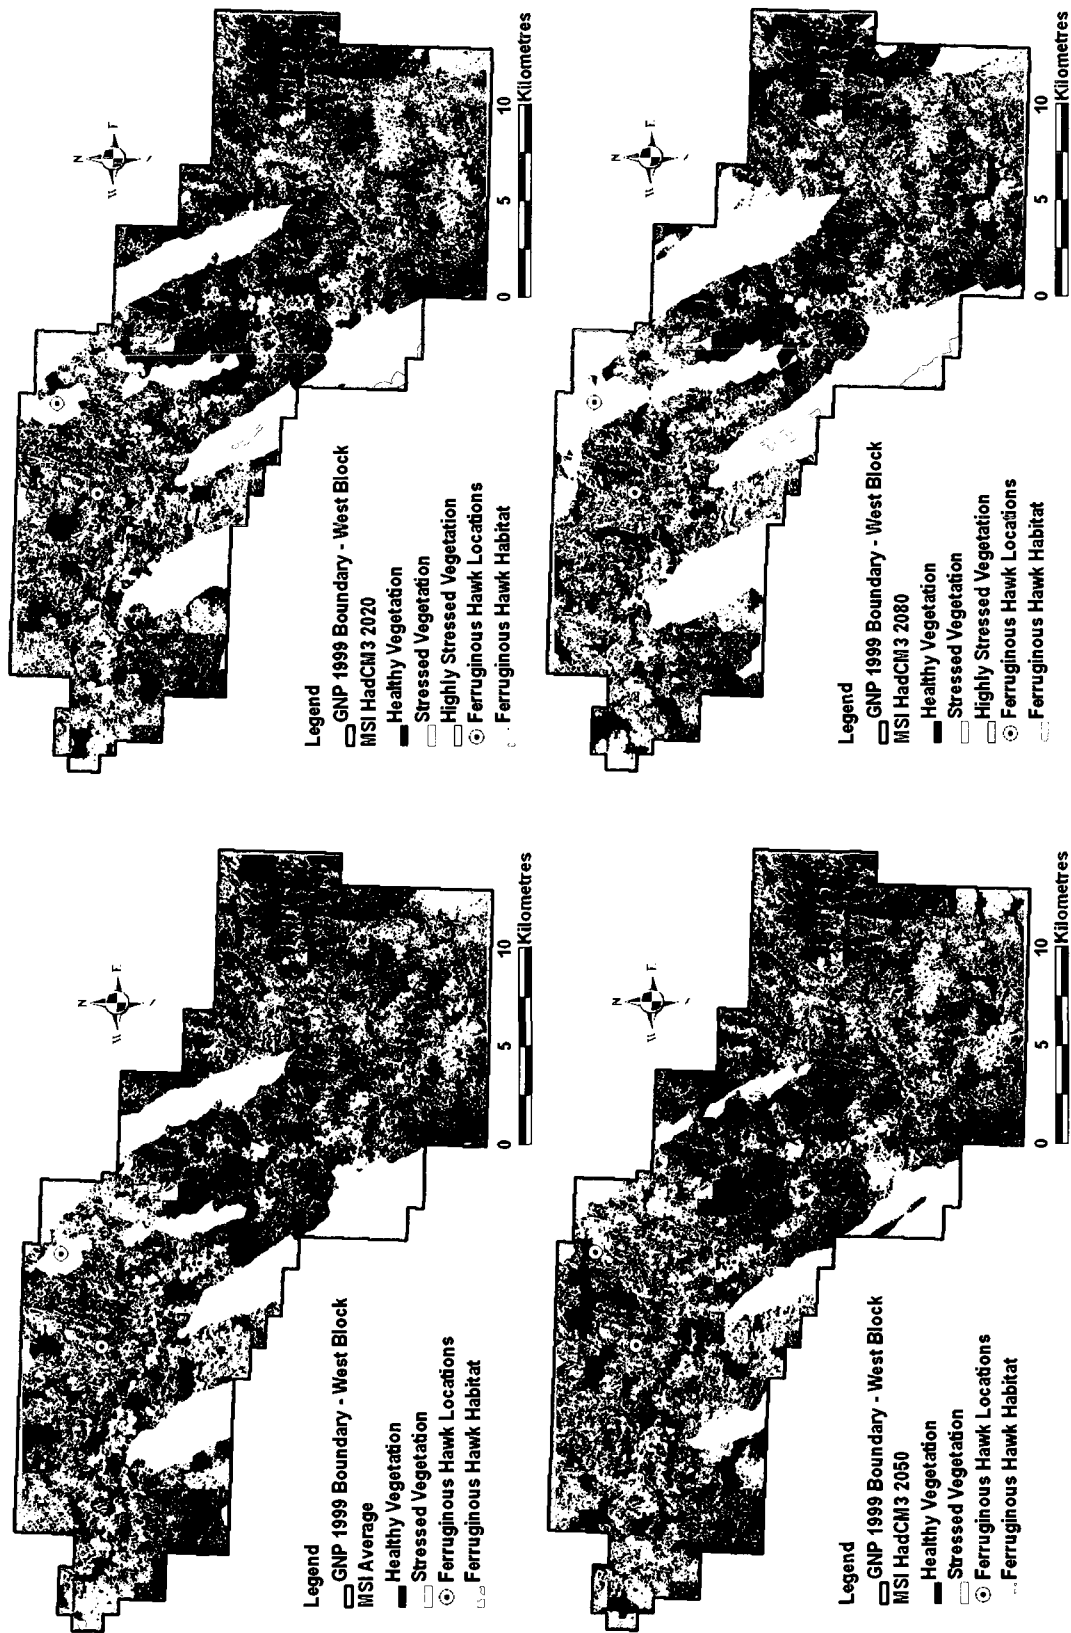 N
E
W
Legend
GNP 1999 Boundary - West Block
MSI Average
Healthy Vegetation
Stressed Vegetation
Ferruginous Hawk Locations
Ferruginous Hawk Habitat
0 5 10
Kilometres
N
E
W
Legend
GNP 1999 Boundary - West Block
MSI HadCM3 2020
Healthy Vegetation
Stressed Vegetation
Highly Stressed Vegetation
Ferruginous Hawk Locations
Ferruginous Hawk Habitat
0 5 10
Kilometres
N
E
W
Legend
GNP 1999 Boundary - West Block
MSI HadCM3 2050
Healthy Vegetation
Stressed Vegetation
Ferruginous Hawk Locations
Ferruginous Hawk Habitat
0 5 10
Kilometres
N
E
W
Legend
GNP 1999 Boundary - West Block
MSI HadCM3 2080
Healthy Vegetation
Stressed Vegetation
Highly Stressed Vegetation
Ferruginous Hawk Locations
Ferruginous Hawk Habitat
0 5 10
Kilometres